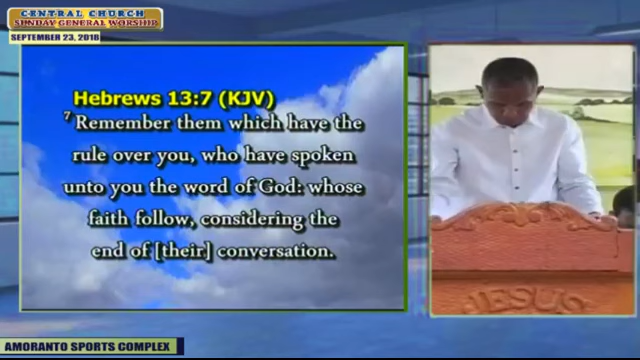 CENTRAL CHURCH
SUNDAY GENERAL WORSHIP
SEPTEMBER 23, 2018
Hebrews 13:7 (KJV)
7 Remember them which have the
rule over you, who have spoken
unto you the word of God: whose
faith follow, considering the
end of [their] conversation.
JESUS
AMORANTO SPORTS COMPLEX